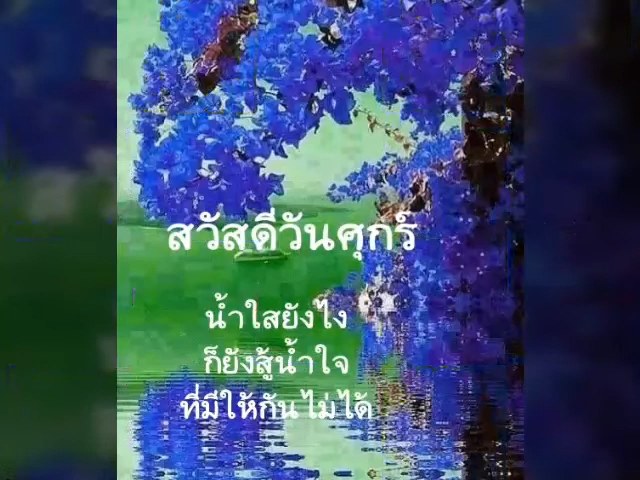 สวัสดีวันศุกร์
น้ำใสยังไง
ก็ยังสู้น้ำใจ
ที่มีให้กัน ไม่ได้